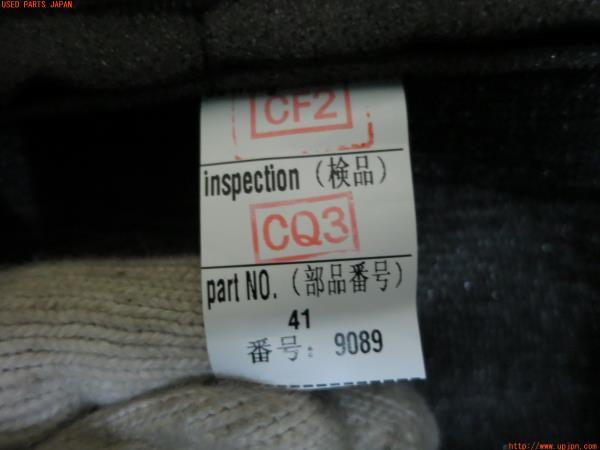 USED PARTS JAPAN
CF2
inspection (検品)
CQ3
part NO. (部品番号)
41
番号: 9089
http://www.upjpn.com